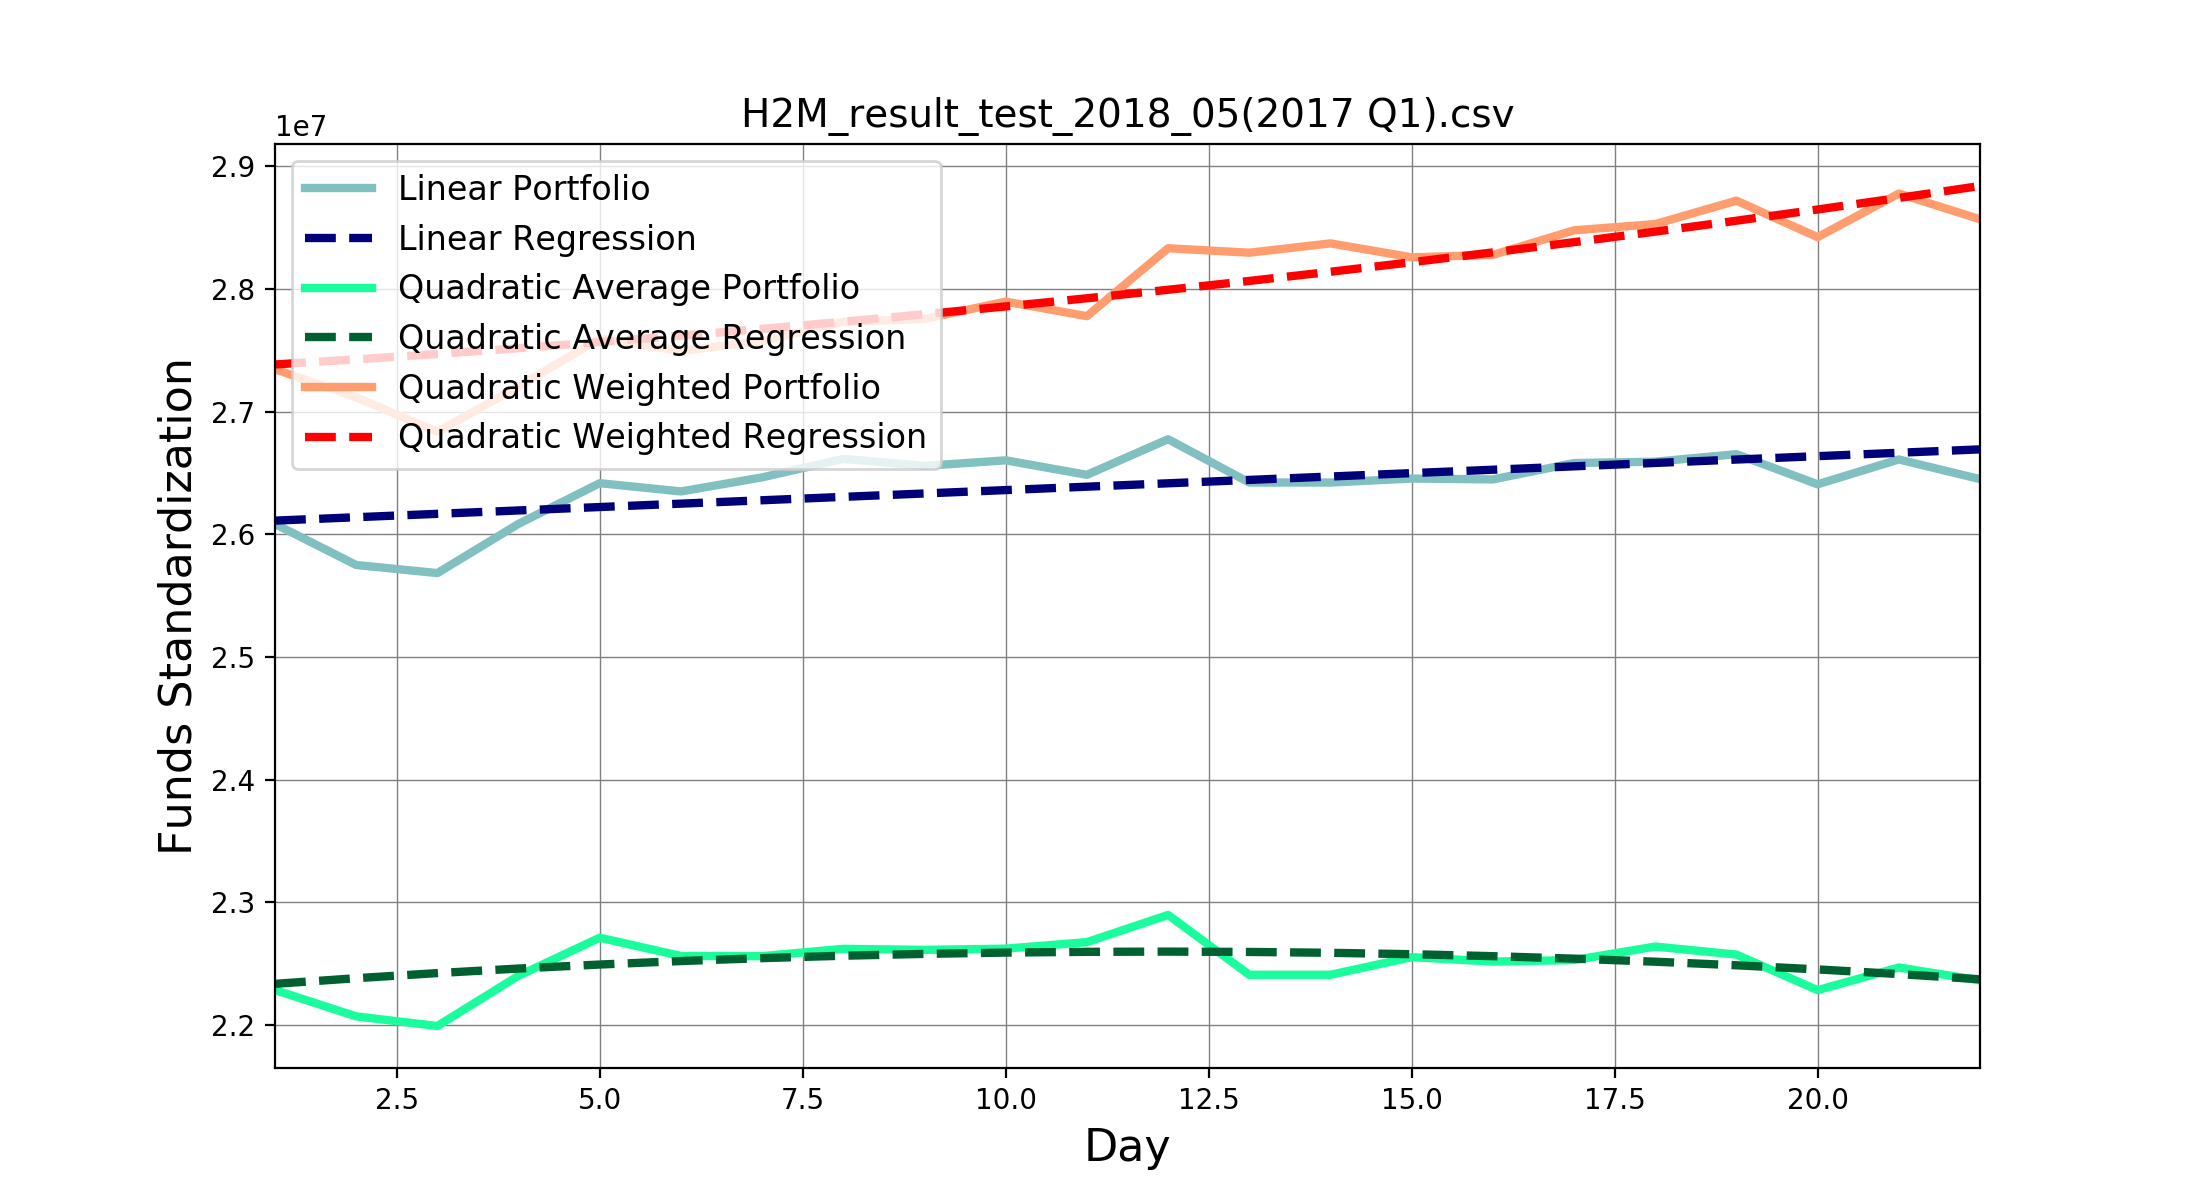 H2M_result_test_2018_05(2017 Q1).csv
1e7
2.9
2.8
2.7
2.6
2.5
2.4
2.3
2.2
Funds Standardization
Linear Portfolio
Linear Regression
Quadratic Average Portfolio
Quadratic Average Regression
Quadratic Weighted Portfolio
Quadratic Weighted Regression
2.5 5.0 7.5 10.0 12.5 15.0 17.5 20.0
Day